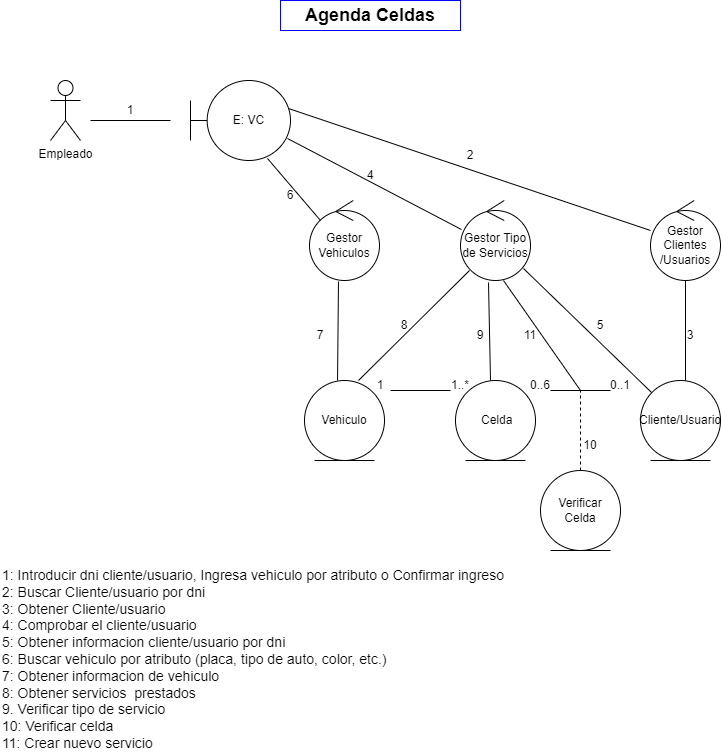 Agenda Celdas
1
E: VC
Empleado
2
4
6
Gestor
Vehiculos
Gestor Tipo
de Servicios
Gestor
Clientes
/Usuarios
7
8
9
11
5
3
1
1..*
0..6
0..1
Vehiculo
Celda
Cliente/Usuario
10
Verificar
Celda
1: Introducir dni cliente/usuario, Ingresa vehiculo por atributo o Confirmar ingreso
2: Buscar Cliente/usuario por dni
3: Obtener Cliente/usuario
4: Comprobar el cliente/usuario
5: Obtener informacion cliente/usuario por dni
6: Buscar vehiculo por atributo (placa, tipo de auto, color, etc.)
7: Obtener informacion de vehiculo
8: Obtener servicios  prestados
9. Verificar tipo de servicio
10: Verificar celda
11: Crear nuevo servicio